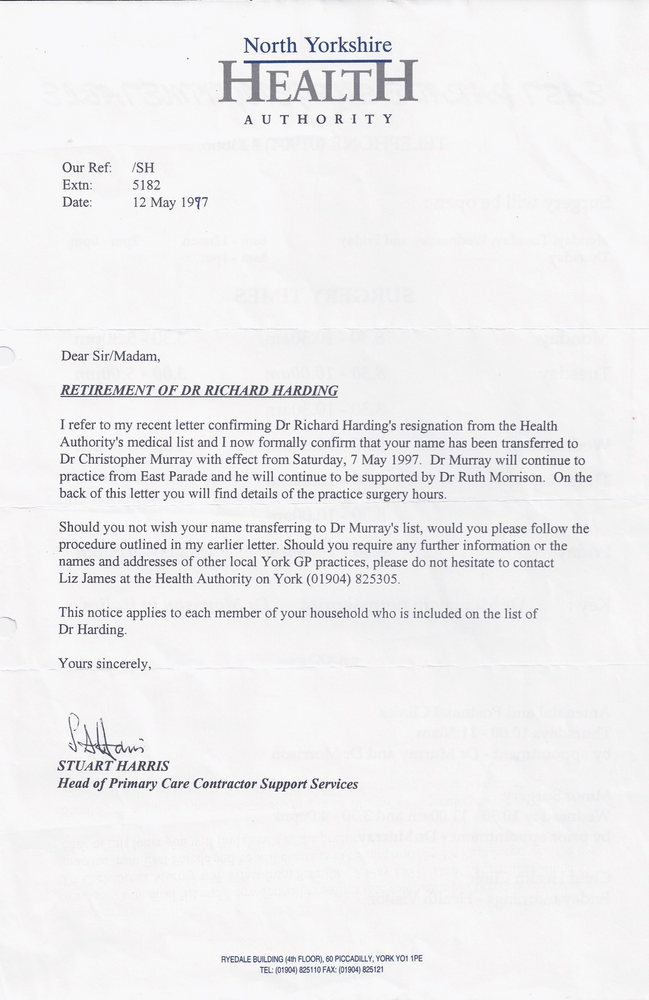 North Yorkshire
HEALTH
AUTHORITY
Our Ref: /SH
Extn: 5182
Date: 12 May 1997
Dear Sir/Madam,
RETIREMENT OF DR RICHARD HARDING
I refer to my recent letter confirming Dr Richard Harding's resignation from the Health
Authority's medical list and I now formally confirm that your name has been transferred to
Dr Christopher Murray with effect from Saturday, 7 May 1997. Dr Murray will continue to
practice from East Parade and he will continue to be supported by Dr Ruth Morrison. On the
back of this letter you will find details of the practice surgery hours.
Should you not wish your name transferring to Dr Murray's list, would you please follow the
procedure outlined in my earlier letter. Should you require any further information or the
names and addresses of other local York GP practices, please do not hesitate to contact
Liz James at the Health Authority on York (01904) 825305.
This notice applies to each member of your household who is included on the list of
Dr Harding.
Yours sincerely,
STUART HARRIS
Head of Primary Care Contractor Support Services
RYEDALE BUILDING (4th FLOOR), 60 PICCADILLY, YORK YO1 1PE
TEL: (01904) 825110 FAX: (01904) 825121